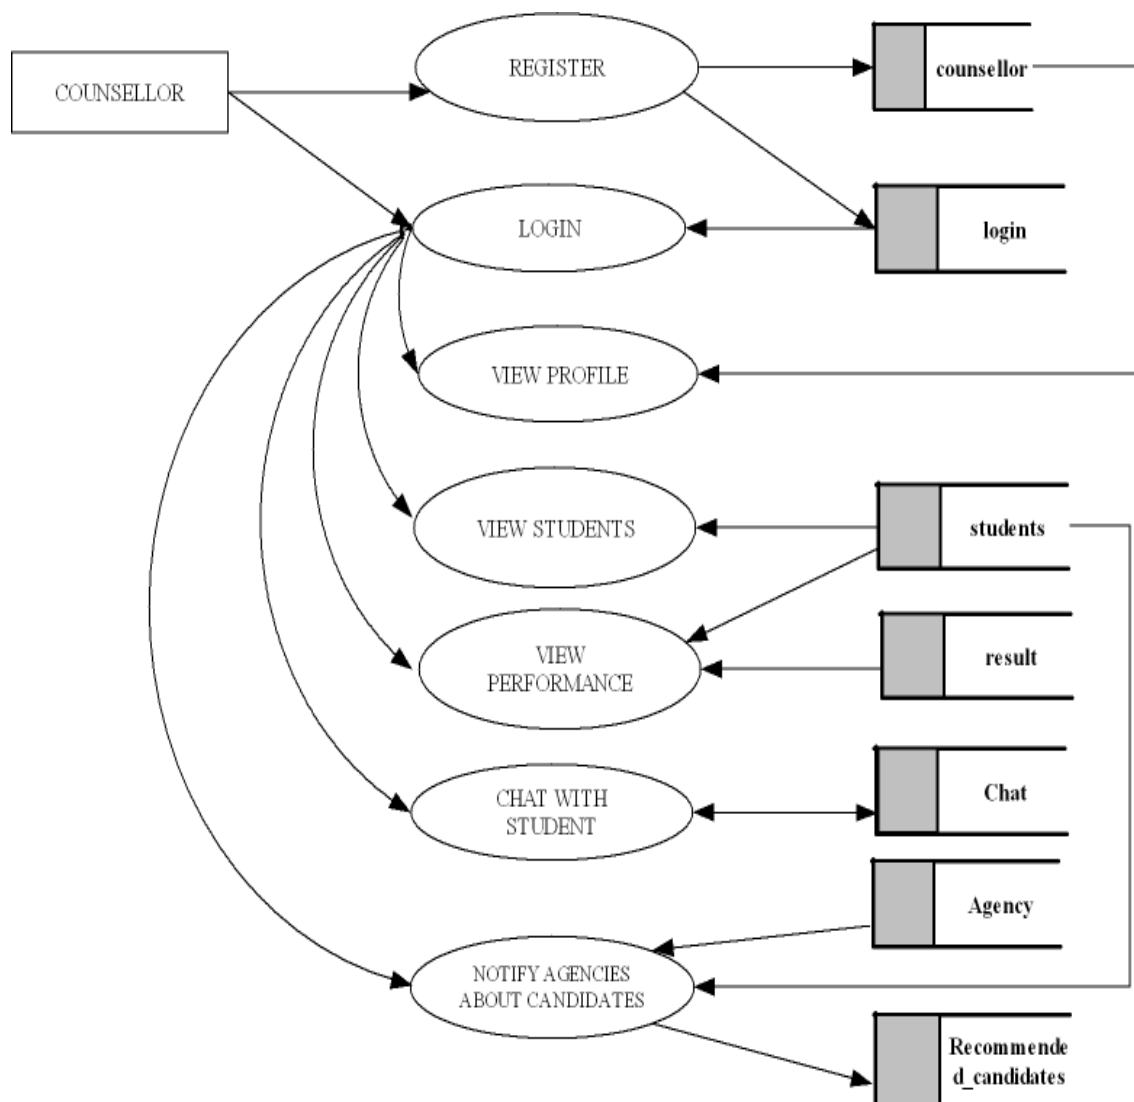 COUNSELLOR
REGISTER
counsellor
LOGIN
login
VIEW PROFILE
VIEW STUDENTS
students
VIEW
PERFORMANCE
result
CHAT WITH
STUDENT
Chat
Agency
NOTIFY AGENCIES
ABOUT CANDIDATES
Recommende
d_candidates